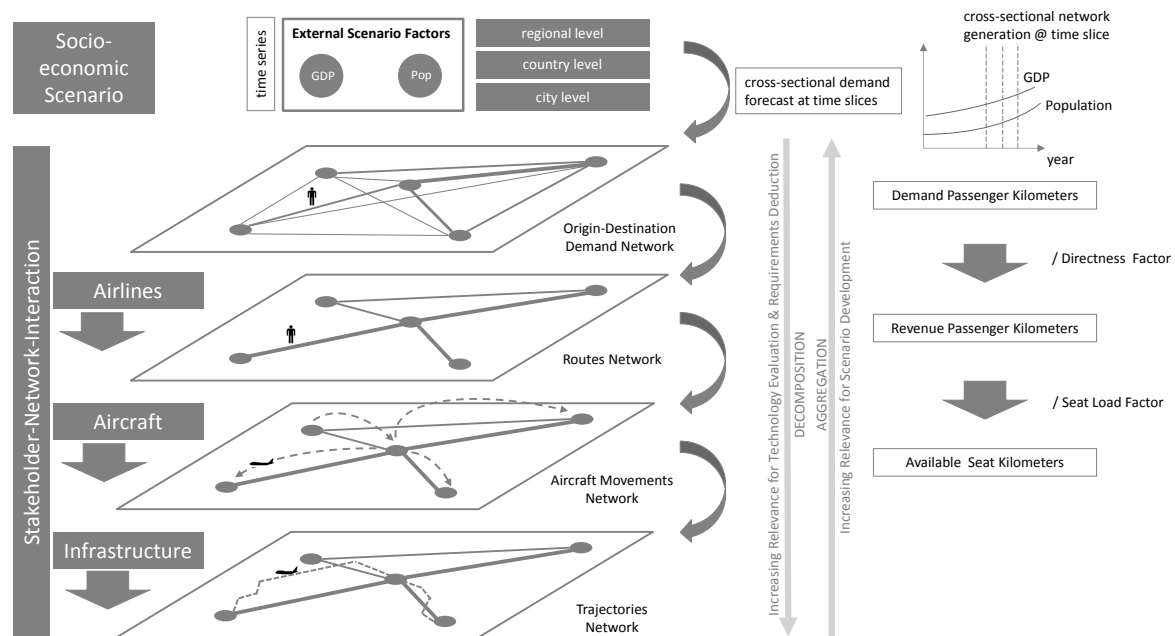 Socio-
economic
Scenario
time series
External Scenario Factors
GDP
Pop
regional level
country level
city level
cross-sectional demand
forecast at time slices
cross-sectional network
generation @ time slice
GDP
Population
year
Stakeholder-Network-Interaction
Origin-Destination
Demand Network
Airlines
Routes Network
Aircraft
Aircraft Movements
Network
Infrastructure
Trajectories
Network
Increasing Relevance for Technology Evaluation & Requirements Deduction
DECOMPOSITION
AGGREGATION
Increasing Relevance for Scenario Development
Demand Passenger Kilometers
/ Directness Factor
Revenue Passenger Kilometers
/ Seat Load Factor
Available Seat Kilometers